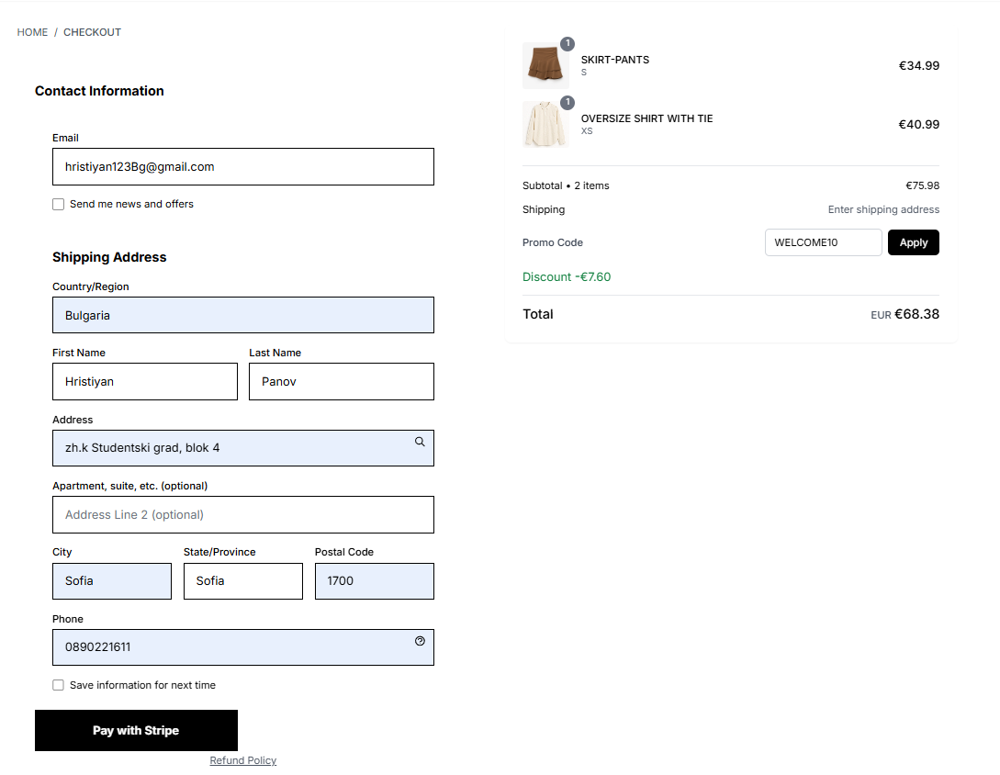 HOME / CHECKOUT
Contact Information
Email
hristiyan123Bg@gmail.com
Send me news and offers
Shipping Address
Country/Region
Bulgaria
First Name Last Name
Hristiyan Panov
Address
zh.k Studentski grad, blok 4
Apartment, suite, etc. (optional)
Address Line 2 (optional)
City State/Province Postal Code
Sofia Sofia 1700
Phone
0890221611
Save information for next time
Pay with Stripe
Refund Policy
1
SKIRT-PANTS
S
€34.99
1
OVERSIZE SHIRT WITH TIE
XS
€40.99
Subtotal • 2 items €75.98
Shipping Enter shipping address
Promo Code WELCOME10 Apply
Discount -€7.60
Total EUR €68.38